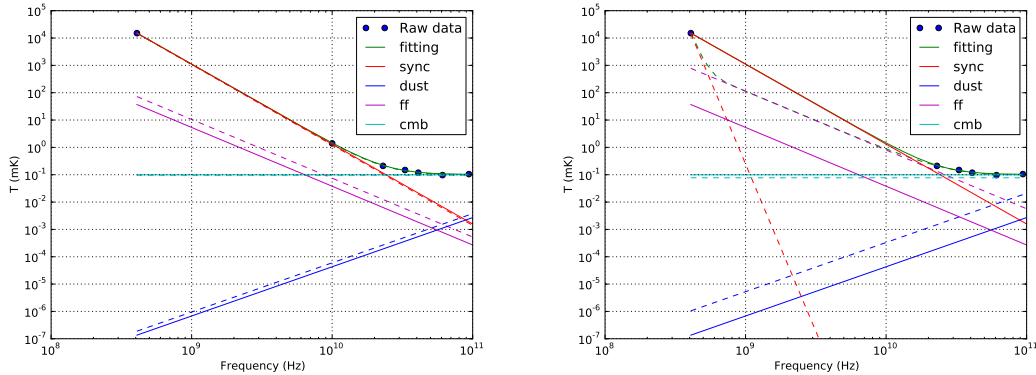 10^5
10^4
10^3
10^2
10^1
10^0
10^-1
10^-2
10^-3
10^-4
10^-5
10^-6
10^-7
T (mK)
10^8
10^9
10^10
10^11
Frequency (Hz)
Raw data
fitting
sync
dust
ff
cmb
10^5
10^4
10^3
10^2
10^1
10^0
10^-1
10^-2
10^-3
10^-4
10^-5
10^-6
10^-7
T (mK)
10^8
10^9
10^10
10^11
Frequency (Hz)
Raw data
fitting
sync
dust
ff
cmb